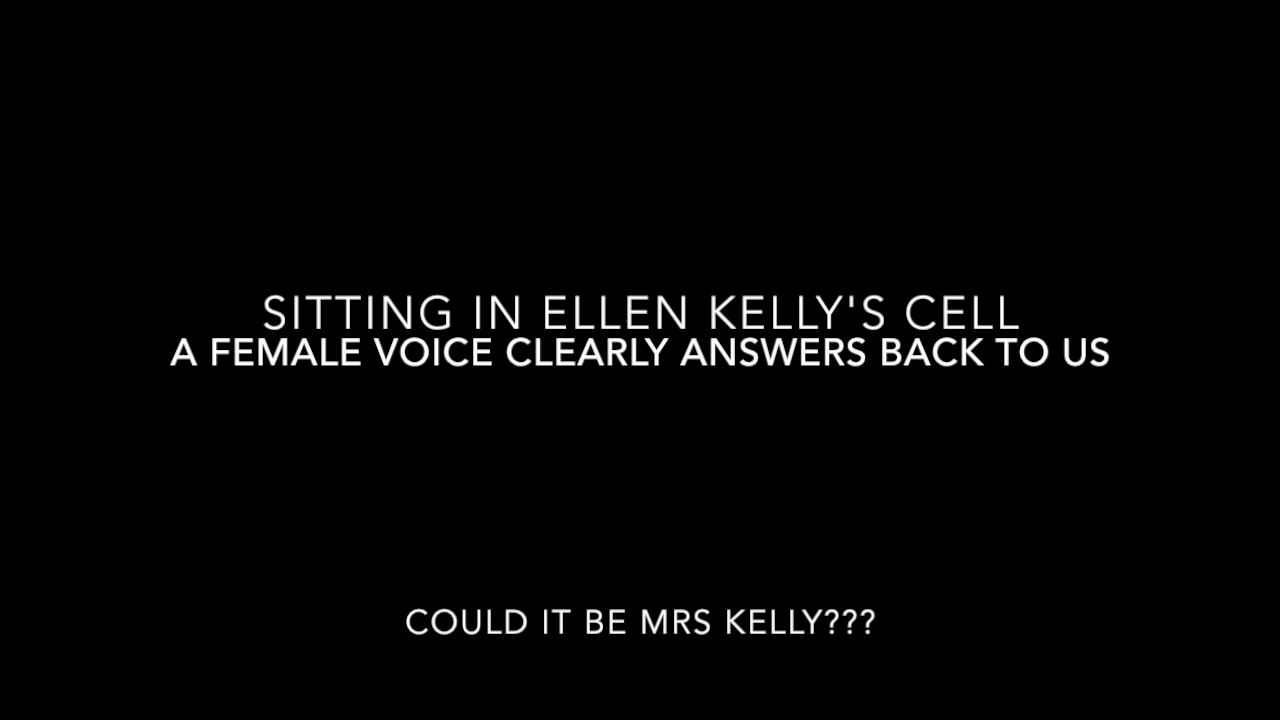 SITTING IN ELLEN KELLY'S CELL
A FEMALE VOICE CLEARLY ANSWERS BACK TO US
COULD IT BE MRS KELLY???